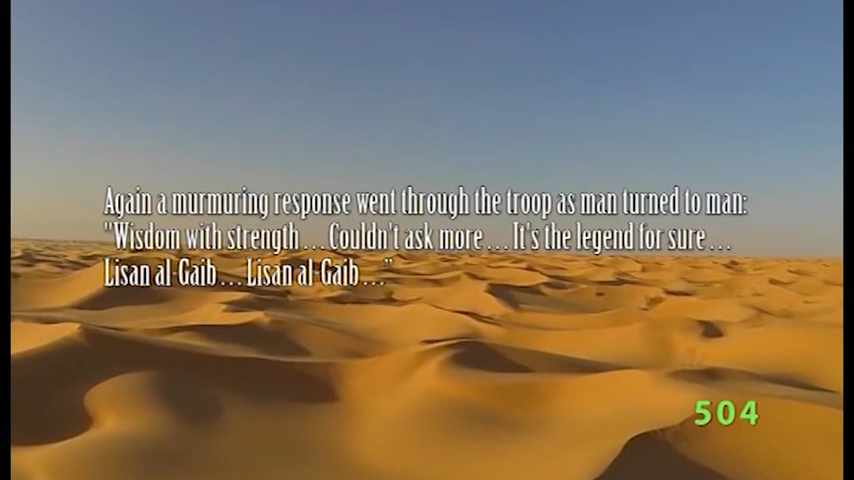 Again a murmuring response went through the troop as man turned to man:
"Wisdom with strength . . . Couldn't ask more . . . It's the legend for sure . . .
Lisan al Gaib . . . Lisan al Gaib . . ."
504